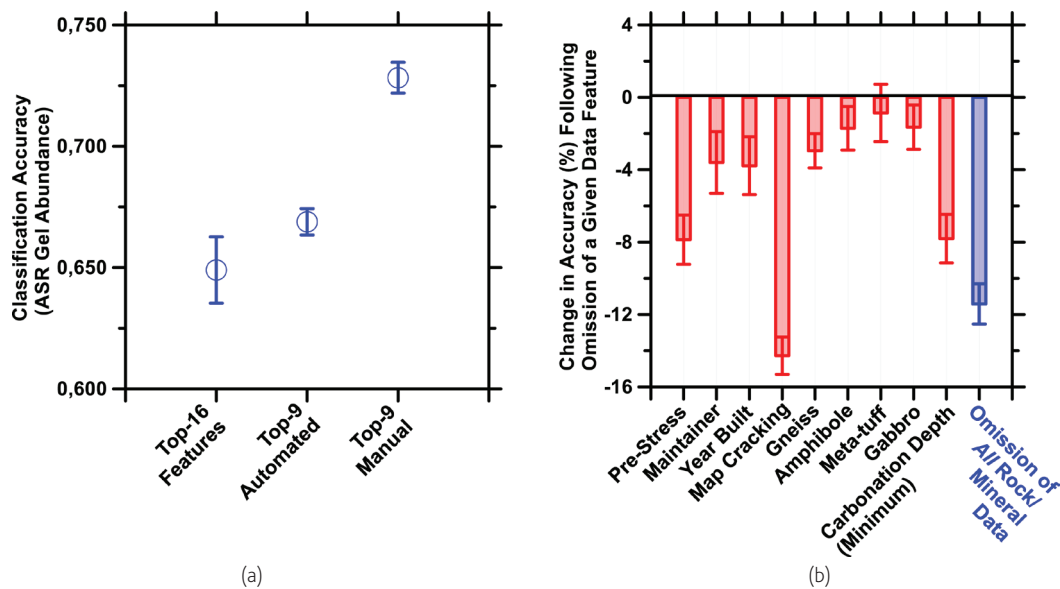 Classification Accuracy
(ASR Gel Abundance)
0,750
0,700
0,650
0,600
Top-16
Features
Top-9
Automated
Top-9
Manual
(a)
Change in Accuracy (%) Following
Omission of a Given Data Feature
4
0
-4
-8
-12
-16
Pre-Stress
Maintainer
Year Built
Map Cracking
Gneiss
Amphibole
Meta-tuff
Gabbro
Carbonation Depth
(Minimum)
Omission of
All Rock/
Mineral
Data
(b)